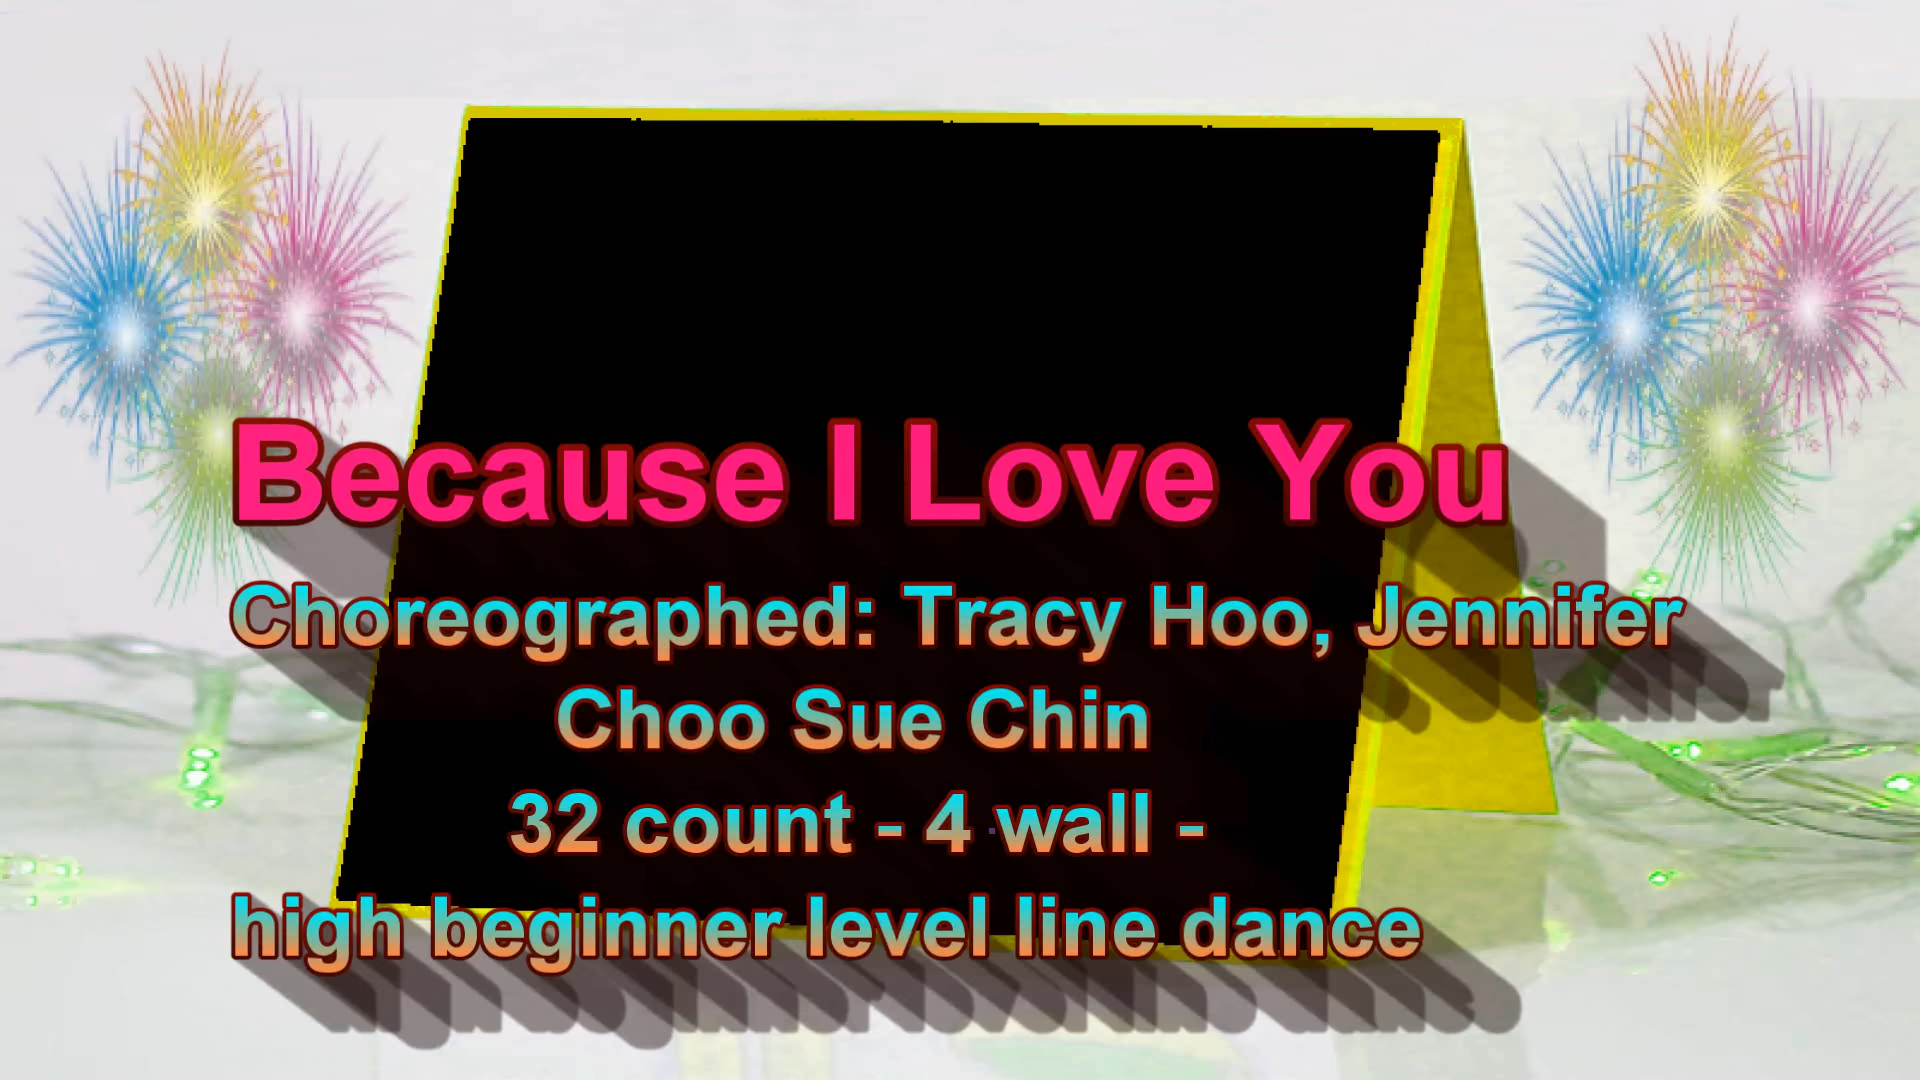 Because I Love You
Choreographed: Tracy Hoo, Jennifer
Choo Sue Chin
32 count - 4 wall -
high beginner level line dance